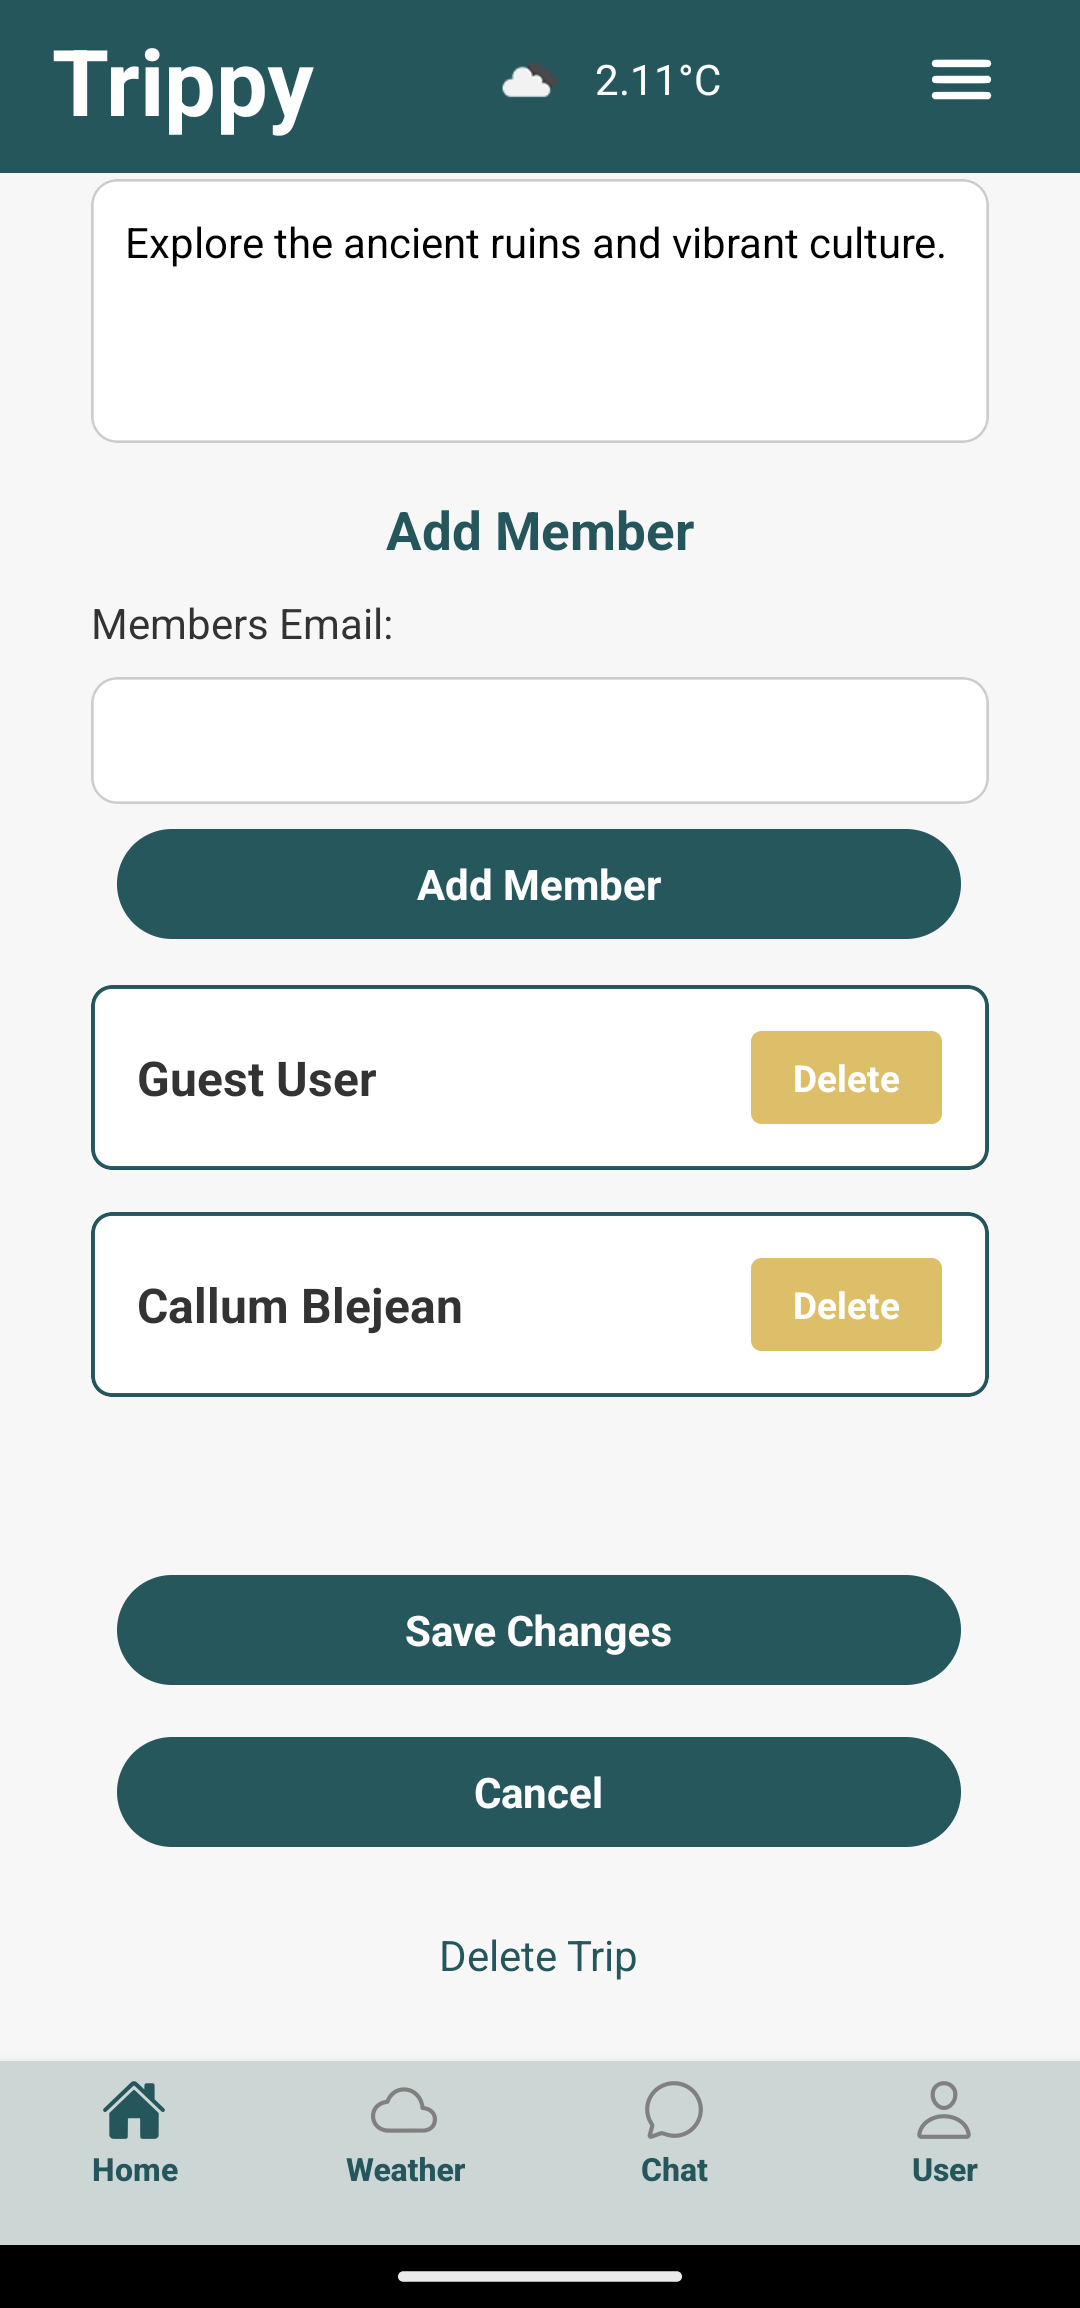 Trippy
2.11°C
Explore the ancient ruins and vibrant culture.
Add Member
Members Email:
Add Member
Guest User
Delete
Callum Blejean
Delete
Save Changes
Cancel
Delete Trip
Home
Weather
Chat
User